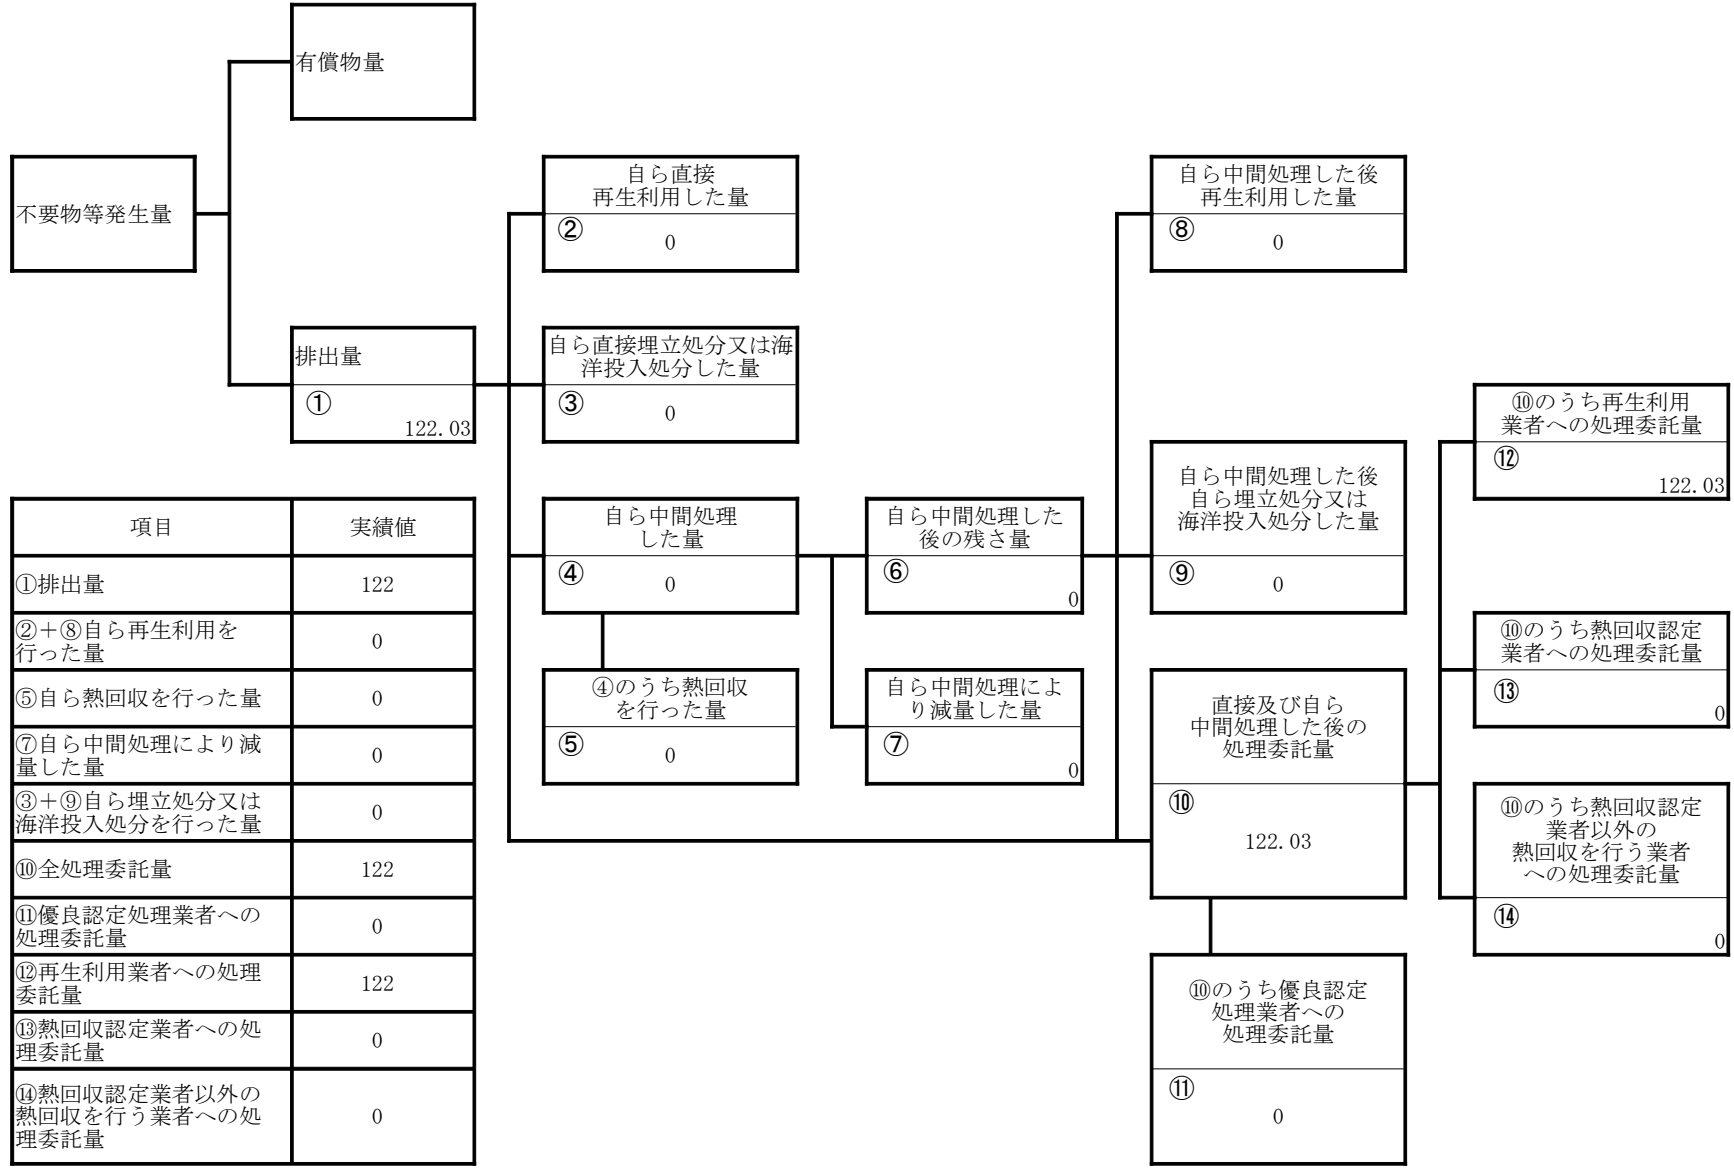 有償物量
不要物等発生量
自ら直接
再生利用した量
②
0
自ら中間処理した後
再生利用した量
⑧
0
排出量
①
122.03
自ら直接埋立処分又は海
洋投入処分した量
③
0
⑩のうち再生利用
業者への処理委託量
⑫
122.03
自ら中間処理
した量
④
0
自ら中間処理した
後の残さ量
⑥
0
自ら中間処理した後
自ら埋立処分又は
海洋投入処分した量
⑨
0
⑩のうち熱回収認定
業者への処理委託量
⑬
0
④のうち熱回収
を行った量
⑤
0
自ら中間処理によ
り減量した量
⑦
0
直接及び自ら
中間処理した後の
処理委託量
⑩
122.03
⑩のうち熱回収認定
業者以外の
熱回収を行う業者
への処理委託量
⑭
0
⑩のうち優良認定
処理業者への
処理委託量
⑪
0
項目 実績値
①排出量 122
②＋⑧自ら再生利用を
行った量 0
⑤自ら熱回収を行った量 0
⑦自ら中間処理により減
量した量 0
③＋⑨自ら埋立処分又は
海洋投入処分を行った量 0
⑩全処理委託量 122
⑪優良認定処理業者への
処理委託量 0
⑫再生利用業者への処理
委託量 122
⑬熱回収認定業者への処
理委託量 0
⑭熱回収認定業者以外の
熱回収を行う業者への処 0
理委託量